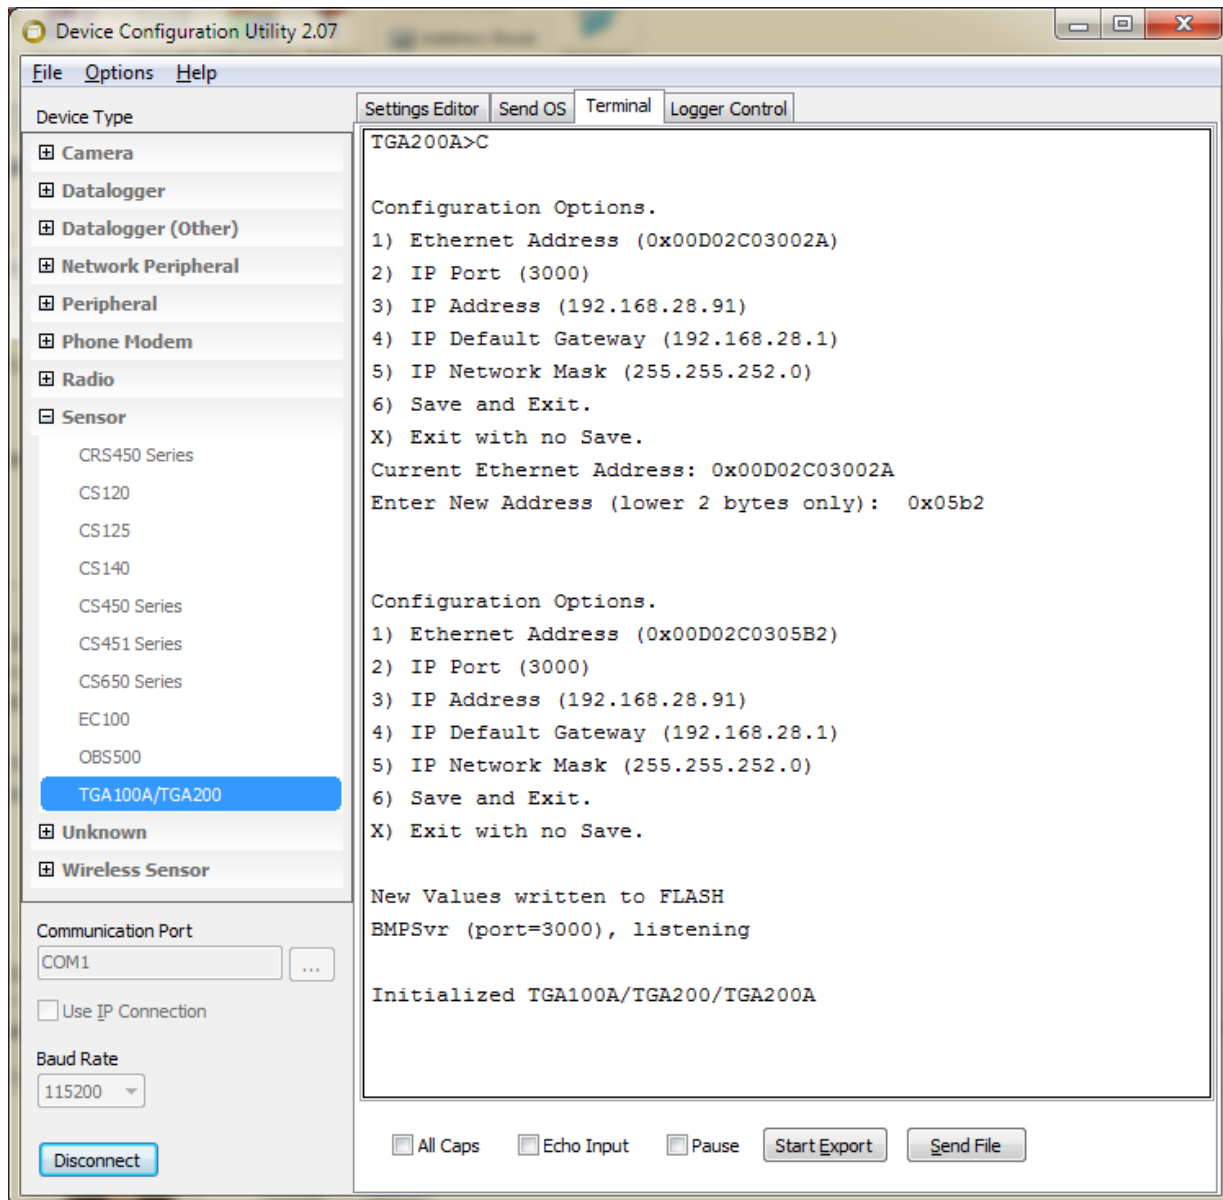 Device Configuration Utility 2.07
File Options Help
Device Type
Camera
Datalogger
Datalogger (Other)
Network Peripheral
Peripheral
Phone Modem
Radio
Sensor
CRS450 Series
CS120
CS125
CS140
CS450 Series
CS451 Series
CS650 Series
EC100
OBS500
TGA100A/TGA200
Unknown
Wireless Sensor
Communication Port
COM1
...
Use IP Connection
Baud Rate
115200
Disconnect
Settings Editor Send OS Terminal Logger Control
TGA200A>C
Configuration Options.
1) Ethernet Address (0x00D02C03002A)
2) IP Port (3000)
3) IP Address (192.168.28.91)
4) IP Default Gateway (192.168.28.1)
5) IP Network Mask (255.255.252.0)
6) Save and Exit.
X) Exit with no Save.
Current Ethernet Address: 0x00D02C03002A
Enter New Address (lower 2 bytes only): 0x05b2
Configuration Options.
1) Ethernet Address (0x00D02C0305B2)
2) IP Port (3000)
3) IP Address (192.168.28.91)
4) IP Default Gateway (192.168.28.1)
5) IP Network Mask (255.255.252.0)
6) Save and Exit.
X) Exit with no Save.
New Values written to FLASH
BMPSvr (port=3000), listening
Initialized TGA100A/TGA200/TGA200A
All Caps Echo Input Pause Start Export Send File